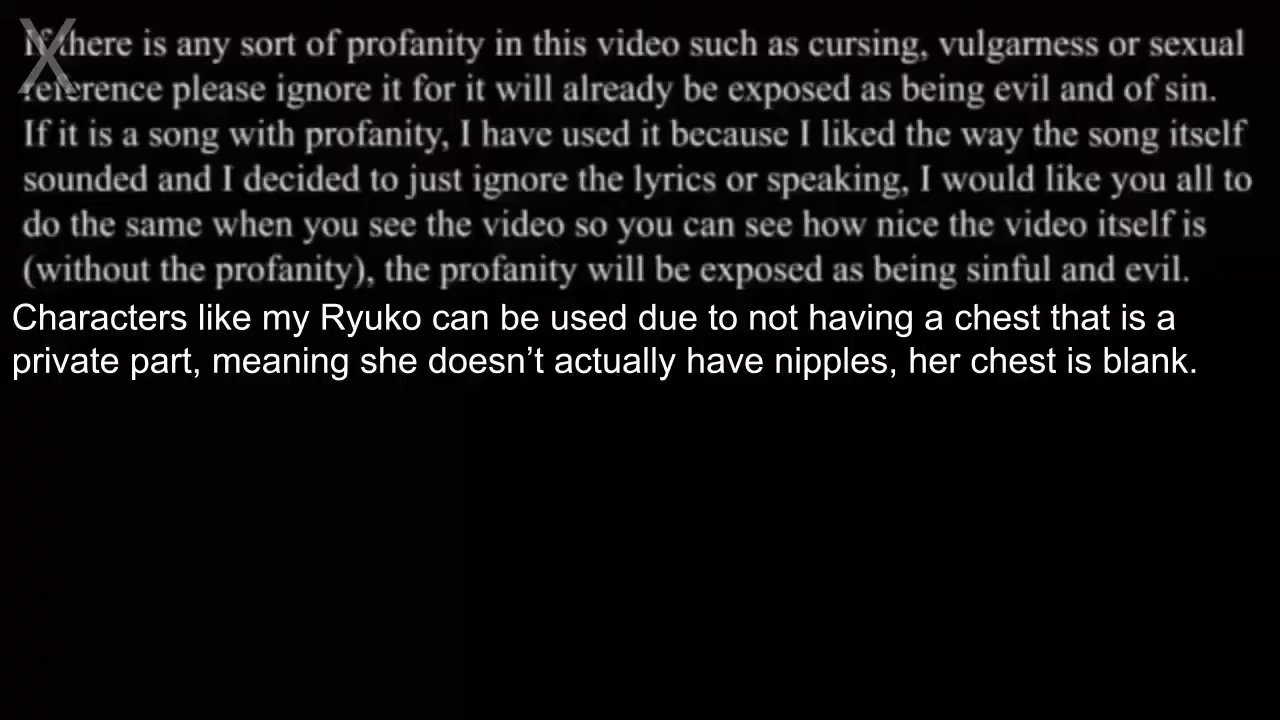 X
If there is any sort of profanity in this video such as cursing, vulgarness or sexual
reference please ignore it for it will already be exposed as being evil and of sin.
If it is a song with profanity, I have used it because I liked the way the song itself
sounded and I decided to just ignore the lyrics or speaking, I would like you all to
do the same when you see the video so you can see how nice the video itself is
(without the profanity), the profanity will be exposed as being sinful and evil.
Characters like my Ryuko can be used due to not having a chest that is a
private part, meaning she doesn’t actually have nipples, her chest is blank.